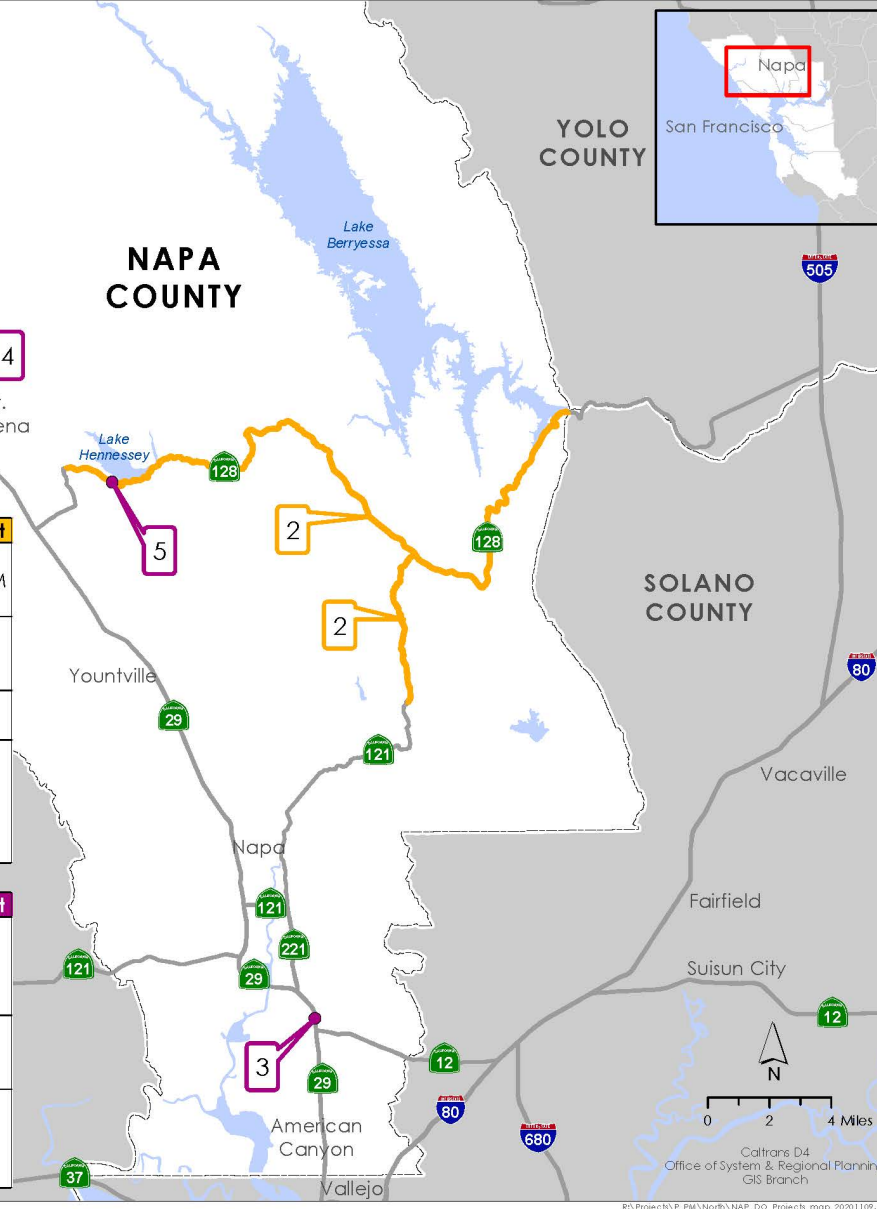 YOLO
COUNTY
Napa
San Francisco
505
Lake
Berryessa
NAPA
COUNTY
4
ena
Lake
Hennessey
128
2
5
128
SOLANO
COUNTY
2
80
Yountville
29
121
Vacaville
Napa
121
Fairfield
221
121
29
Suisun City
12
3
12
29
N
80
0 2 4 Miles
American
Canyon
680
Caltrans D4
Office of System & Regional Plannin
GIS Branch
37
Vallejo